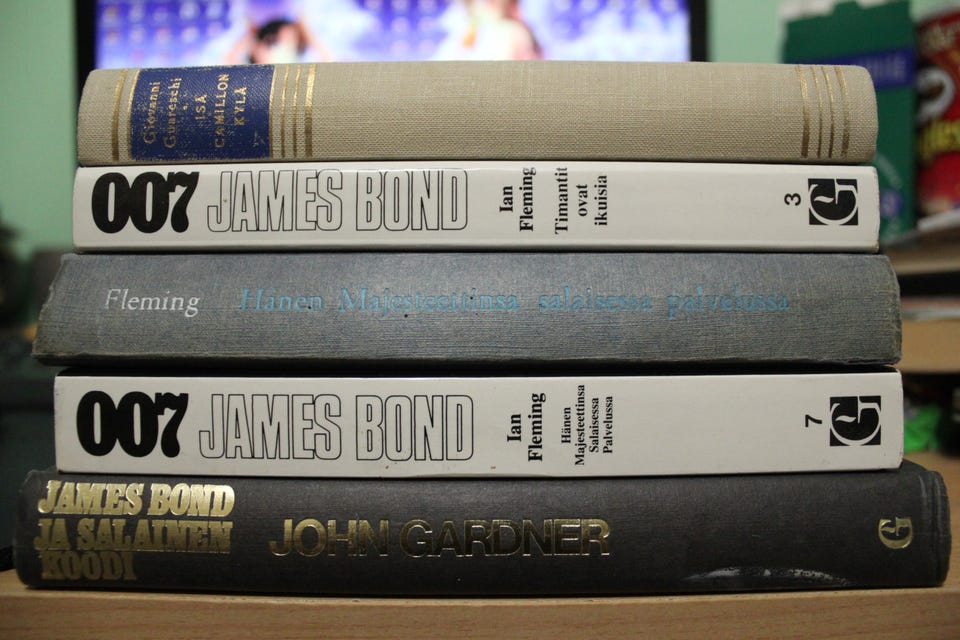 Giovanni
Guareschi
ISÄ
CAMILLON
KYLÄ
007 JAMES BOND
Ian
Fleming
Timantit
ovat
ikuisia
3
G
Fleming Hänen Majesteettinsa salaisessa palvelussa
007 JAMES BOND
Ian
Fleming
Hänen
Majesteettinsa
Salaisessa
Palvelussa
7
G
JAMES BOND
JA SALAINEN
KOODI
JOHN GARDNER
G